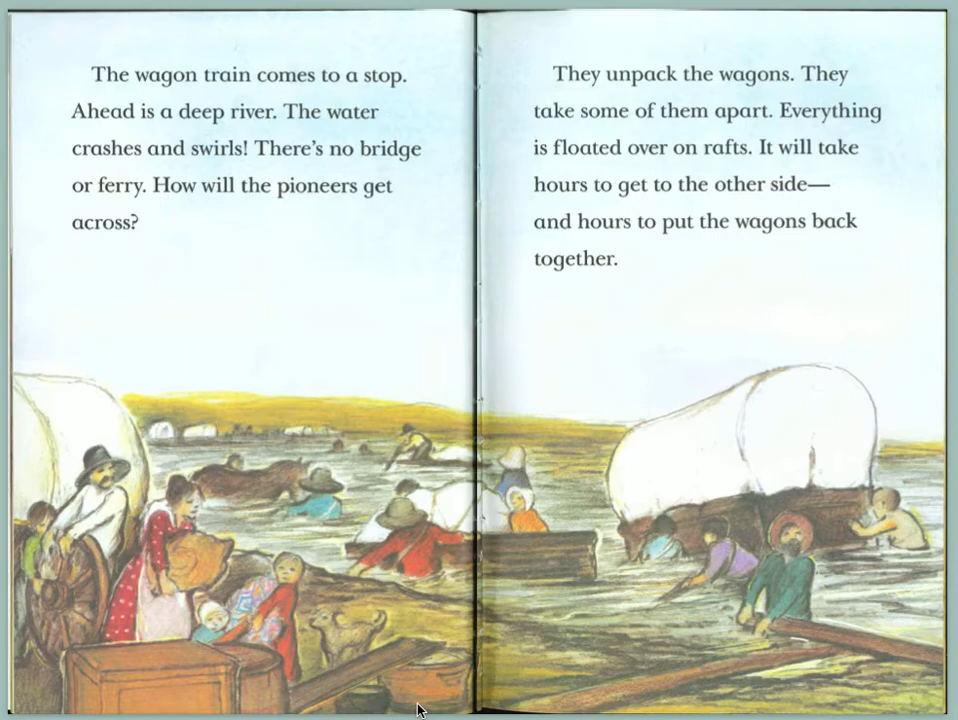 The wagon train comes to a stop.
Ahead is a deep river. The water
crashes and swirls! There's no bridge
or ferry. How will the pioneers get
across?
They unpack the wagons. They
take some of them apart. Everything
is floated over on rafts. It will take
hours to get to the other side—
and hours to put the wagons back
together.